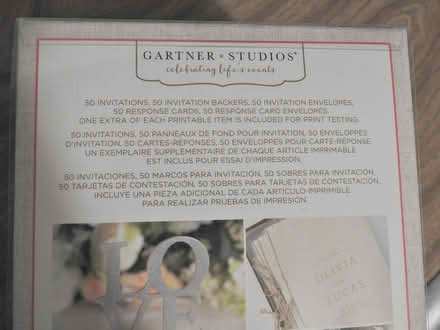 GARTNER STUDIOS®
celebrating life's events
50 INVITATIONS, 50 INVITATION BACKERS, 50 INVITATION ENVELOPES,
50 RESPONSE CARDS, 50 RESPONSE CARD ENVELOPES.
ONE EXTRA OF EACH PRINTABLE ITEM IS INCLUDED FOR PRINT TESTING.
50 INVITATIONS, 50 PANNEAUX DE FOND POUR INVITATION, 50 ENVELOPPES
D'INVITATION, 50 CARTES-RÉPONSES, 50 ENVELOPPES POUR CARTE-RÉPONSE.
UN EXEMPLAIRE SUPPLÉMENTAIRE DE CHAQUE ARTICLE IMPRIMABLE
EST INCLUS POUR ESSAI D'IMPRESSION.
50 INVITACIONES, 50 MARCOS PARA INVITACIÓN, 50 SOBRES PARA INVITACIÓN,
50 TARJETAS DE CONTESTACIÓN, 50 SOBRES PARA TARJETAS DE CONTESTACIÓN,
INCLUYE UNA PIEZA ADICIONAL DE CADA ARTÍCULO IMPRIMIBLE
PARA REALIZAR PRUEBAS DE IMPRESIÓN.
LOVE
OLIVIA
LUCAS